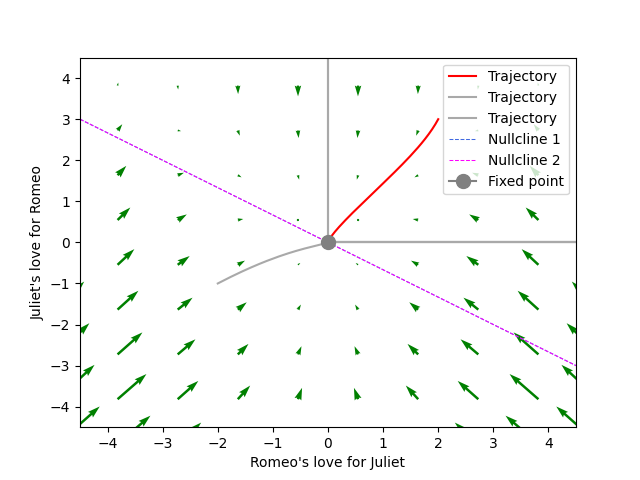 Trajectory
Trajectory
Trajectory
Nullcline 1
Nullcline 2
Fixed point
4
3
2
1
0
−1
−2
−3
−4
Juliet's love for Romeo
−4 −3 −2 −1 0 1 2 3 4
Romeo's love for Juliet